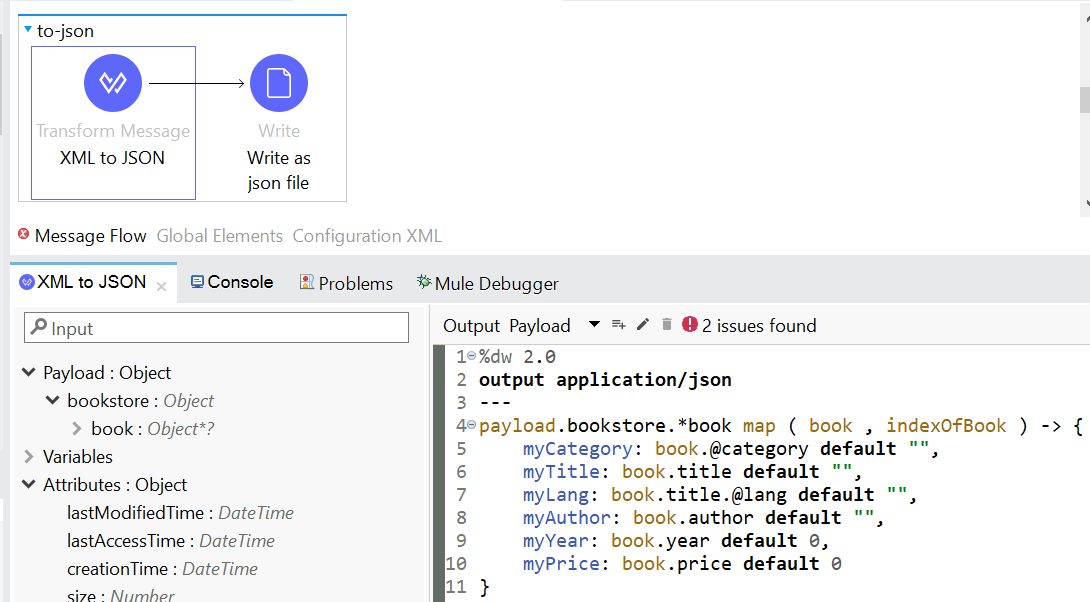 to-json
Transform Message
XML to JSON
Write
Write as
json file
Message Flow Global Elements Configuration XML
XML to JSON Console Problems Mule Debugger
Input
Payload : Object
bookstore : Object
book : Object*?
Variables
Attributes : Object
lastModifiedTime : DateTime
lastAccessTime : DateTime
creationTime : DateTime
size : Number
Output Payload 2 issues found
1 %dw 2.0
2 output application/json
3 ---
4 payload.bookstore.*book map ( book , indexOfBook ) -> {
5 myCategory: book.@category default "",
6 myTitle: book.title default "",
7 myLang: book.title.@lang default "",
8 myAuthor: book.author default "",
9 myYear: book.year default 0,
10 myPrice: book.price default 0
11 }